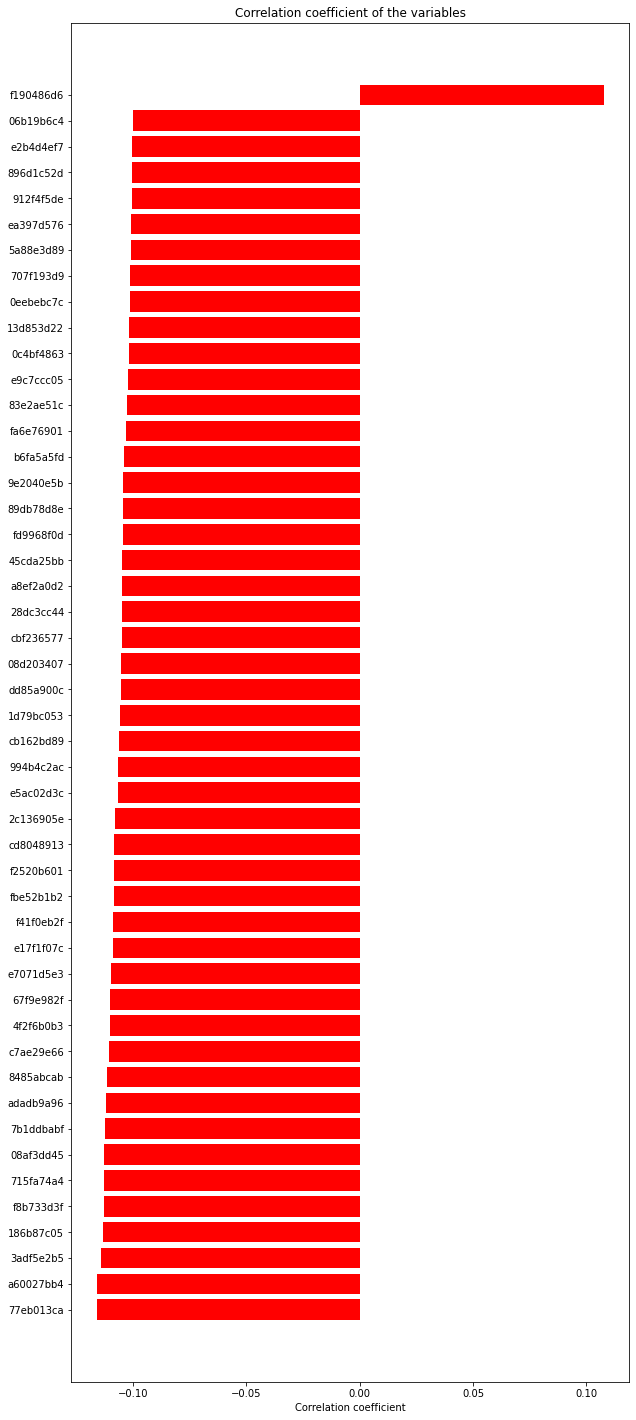 Correlation coefficient of the variables
f190486d6
06b19b6c4
e2b4d4ef7
896d1c52d
912f4f5de
ea397d576
5a88e3d89
707f193d9
0eebebc7c
13d853d22
0c4bf4863
e9c7ccc05
83e2ae51c
fa6e76901
b6fa5a5fd
9e2040e5b
89db78d8e
fd9968f0d
45cda25bb
a8ef2a0d2
28dc3cc44
cbf236577
08d203407
dd85a900c
1d79bc053
cb162bd89
994b4c2ac
e5ac02d3c
2c136905e
cd8048913
f2520b601
fbe52b1b2
f41f0eb2f
e17f1f07c
e7071d5e3
67f9e982f
4f2f6b0b3
c7ae29e66
8485abcab
adadb9a96
7b1ddbabf
08af3dd45
715fa74a4
f8b733d3f
186b87c05
3adf5e2b5
a60027bb4
77eb013ca
−0.10 −0.05 0.00 0.05 0.10
Correlation coefficient